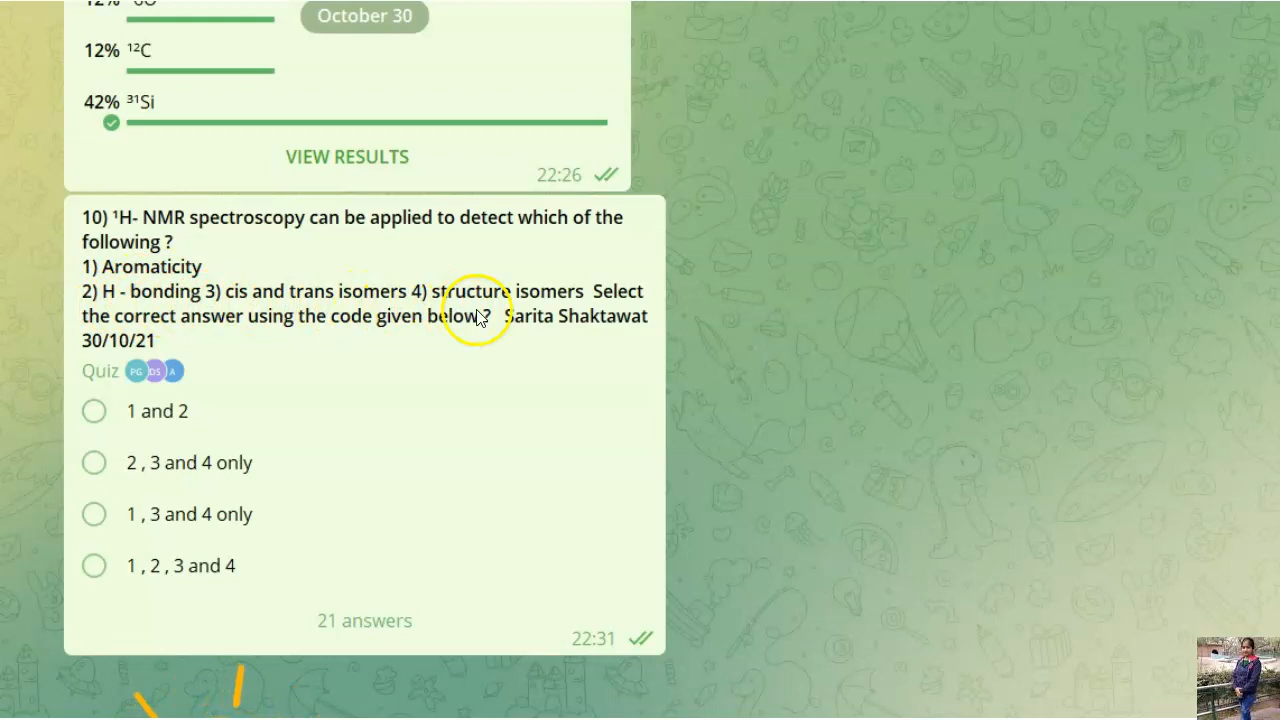 October 30
12% ¹²C
42% ³¹Si
VIEW RESULTS
22:26
10) ¹H- NMR spectroscopy can be applied to detect which of the
following ?
1) Aromaticity
2) H - bonding 3) cis and trans isomers 4) structure isomers Select
the correct answer using the code given below ? Sarita Shaktawat
30/10/21
Quiz PG DS A
1 and 2
2 , 3 and 4 only
1 , 3 and 4 only
1 , 2 , 3 and 4
21 answers
22:31